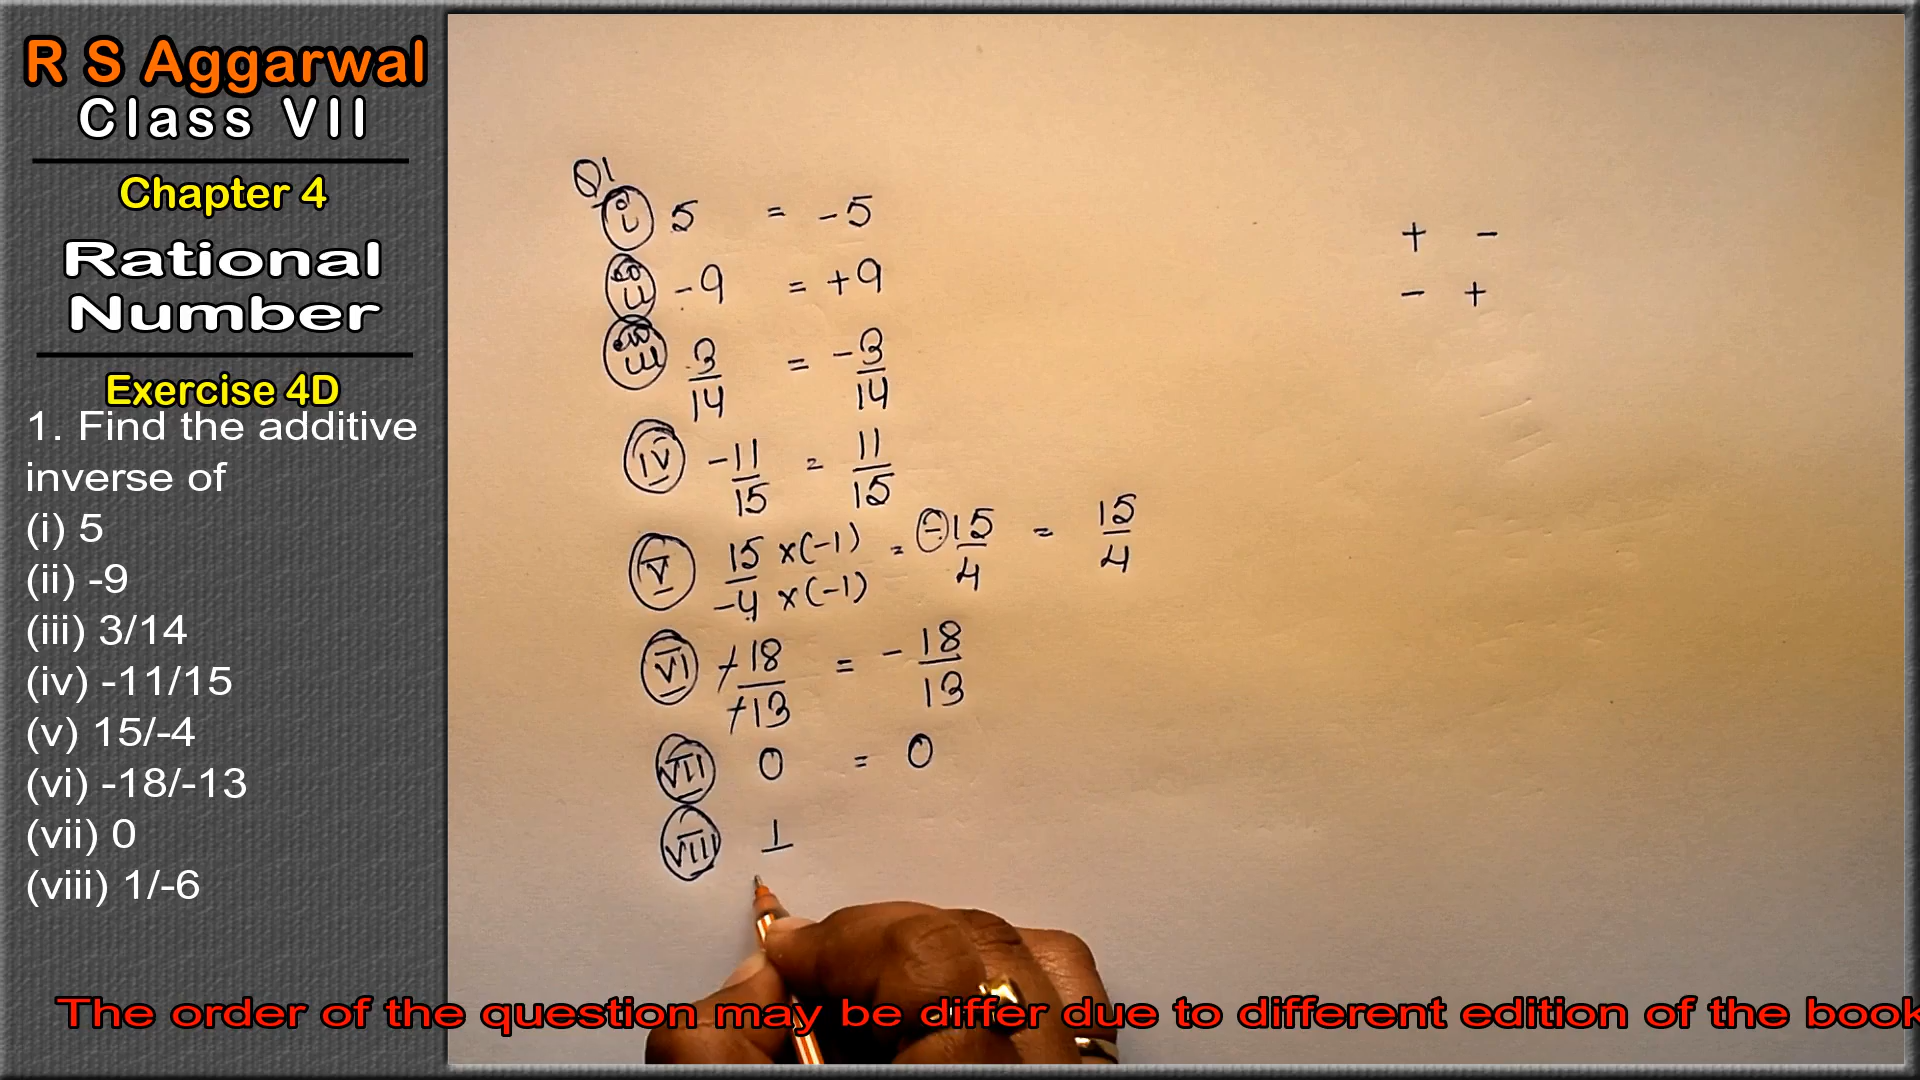 R S Aggarwal
Class VII
Chapter 4
Rational
Number
Exercise 4D
1. Find the additive
inverse of
(i) 5
(ii) -9
(iii) 3/14
(iv) -11/15
(v) 15/-4
(vi) -18/-13
(vii) 0
(viii) 1/-6
Q1
(i) 5 = -5
(ii) -9 = +9
(iii) 3/14 = -3/14
(iv) -11/15 = 11/15
(v) 15/-4 ×(-1)/×(-1) = -15/4 = 15/4
(vi) -18/-13 = -18/13
(vii) 0 = 0
(viii) 1
+ -
- +
The order of the question may be differ due to different edition of the book